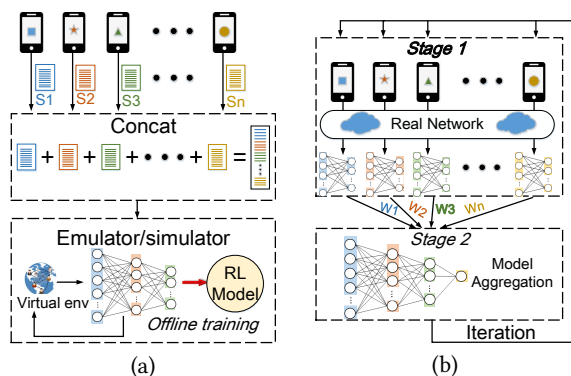 S1
S2
S3
Sn
Concat
Emulator/simulator
Virtual env
RL
Model
Offline training
(a)
Stage 1
Real Network
W1
W2
W3
Wn
Stage 2
Model
Aggregation
Iteration
(b)